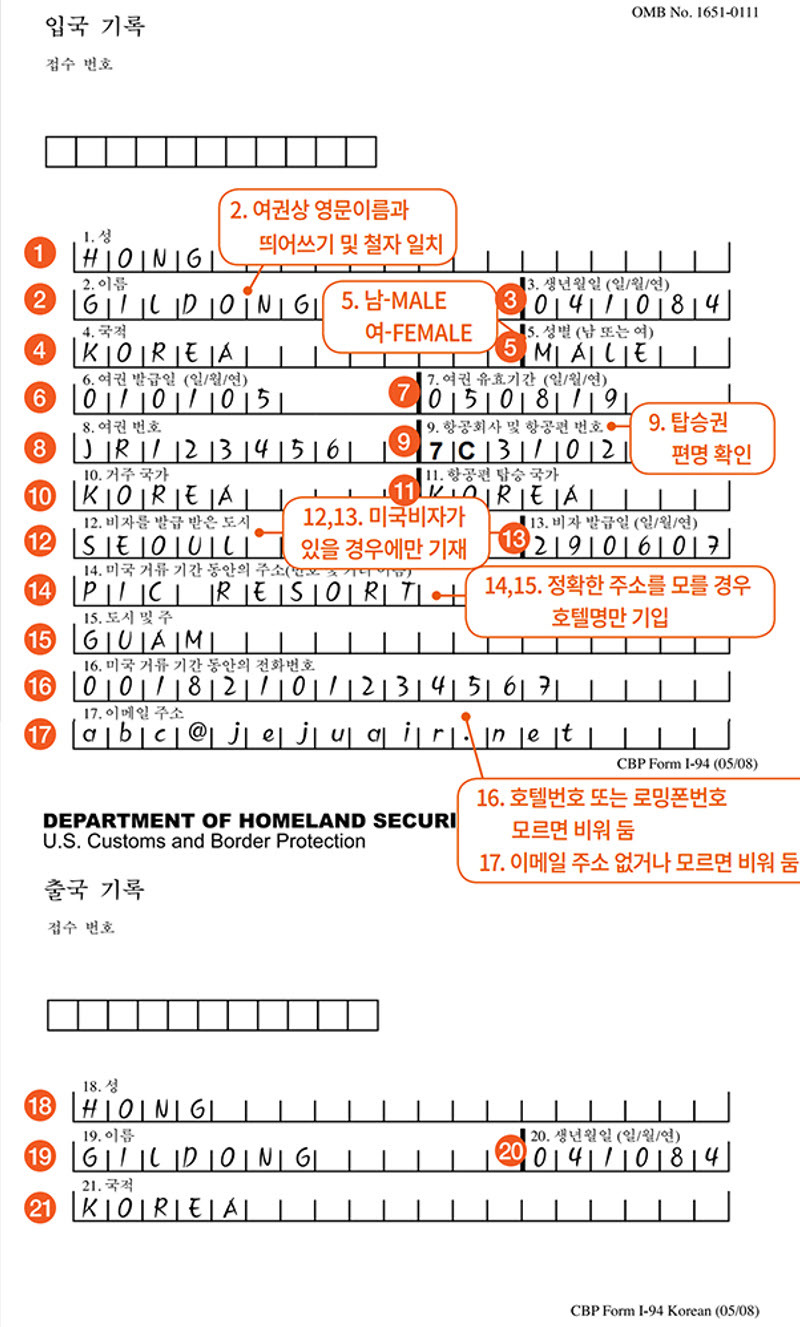 입국 기록
OMB No. 1651-0111
접수 번호
2. 여권상 영문이름과
띄어쓰기 및 철자 일치
1 1. 성
HONG
2 2. 이름
GILDONG
3 3. 생년월일 (일/월/연)
041084
5. 남-MALE
여-FEMALE
4 4. 국적
KOREA
5 5. 성별 (남 또는 여)
MALE
6 6. 여권 발급일 (일/월/연)
010105
7 7. 여권 유효기간 (일/월/연)
050819
8 8. 여권 번호
JR123456
9 9. 항공회사 및 항공편 번호
7C3102
9. 탑승권
편명 확인
10 10. 거주 국가
KOREA
11 11. 항공편 탑승 국가
KOREA
12 12. 비자를 발급 받은 도시
SEOUL
12,13. 미국비자가
있을 경우에만 기재
13 13. 비자 발급일 (일/월/연)
290607
14 14. 미국 거류 기간 동안의 주소(번호 및 거리 이름)
PIC RESORT
14,15. 정확한 주소를 모를 경우
호텔명만 기입
15 15. 도시 및 주
GUAM
16 16. 미국 거류 기간 동안의 전화번호
00182101234567
17 17. 이메일 주소
abc@jejuair.net
CBP Form I-94 (05/08)
16. 호텔번호 또는 로밍폰번호
모르면 비워 둠
17. 이메일 주소 없거나 모르면 비워 둠
DEPARTMENT OF HOMELAND SECURI
U.S. Customs and Border Protection
출국 기록
접수 번호
18 18. 성
HONG
19 19. 이름
GILDONG
20 20. 생년월일 (일/월/연)
041084
21 21. 국적
KOREA
CBP Form I-94 Korean (05/08)